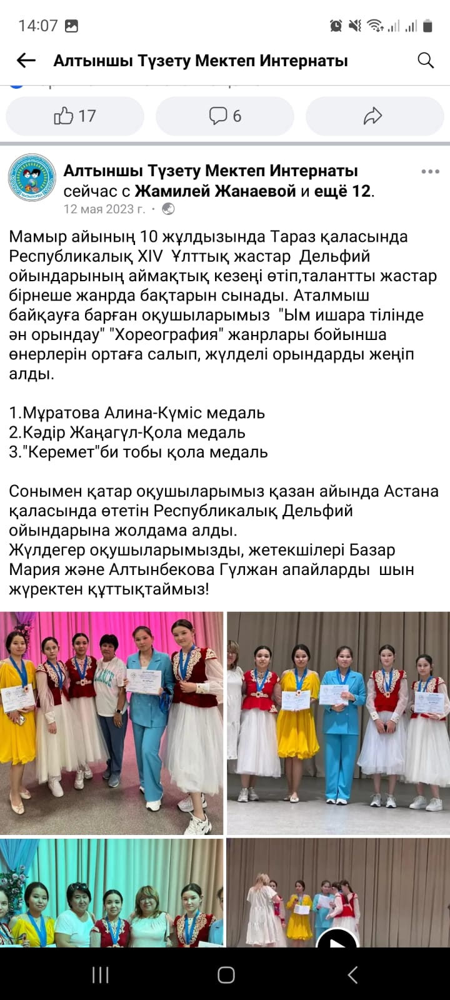 14:07
Алтыншы Түзету Мектеп Интернаты
17
6
Алтыншы Түзету Мектеп Интернаты
сейчас с Жамилей Жанаевой и ещё 12.
12 мая 2023 г. ·
Мамыр айының 10 жұлдызында Тараз қаласында
Республикалық XIV Ұлттық жастар Дельфий
ойындарының аймақтық кезеңі өтіп,талантты жастар
бірнеше жанрда бақтарын сынады. Аталмыш
байқауға барған оқушыларымыз "Ым ишара тілінде
ән орындау" "Хореография" жанрлары бойынша
өнерлерін ортаға салып, жүлделі орындарды жеңіп
алды.
1.Мұратова Алина-Күміс медаль
2.Кәдір Жаңагүл-Қола медаль
3."Керемет"би тобы қола медаль
Сонымен қатар оқушыларымыз қазан айында Астана
қаласында өтетін Республикалық Дельфий
ойындарына жолдама алды.
Жүлдегер оқушыларымызды, жетекшілері Базар
Мария және Алтынбекова Гүлжан апайларды шын
жүректен құттықтаймыз!